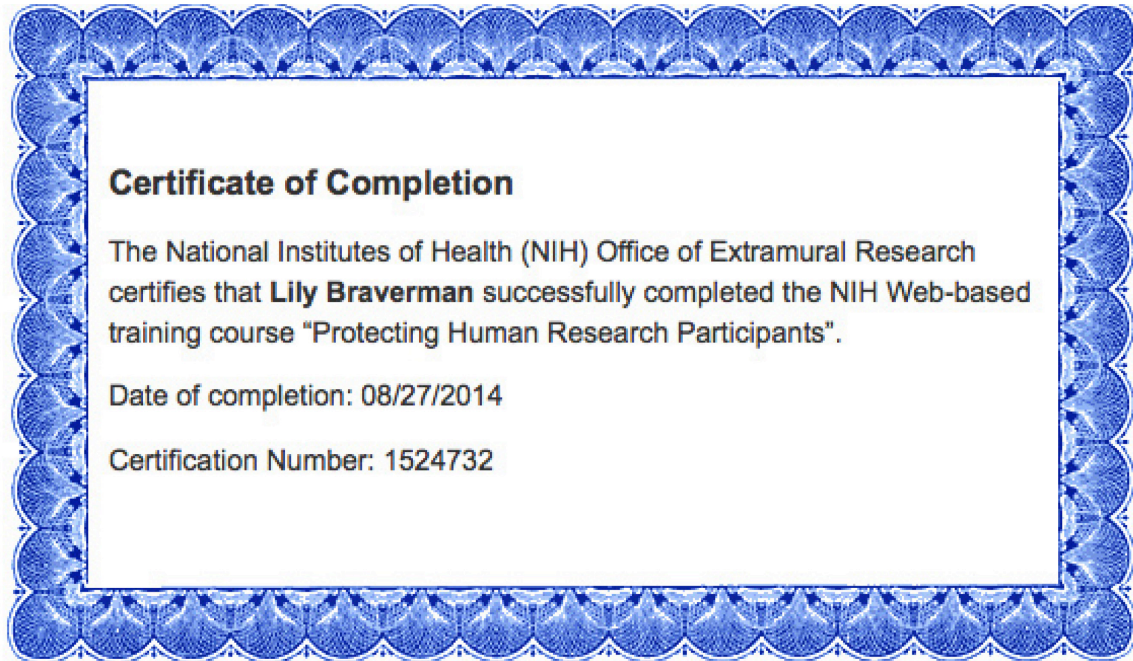 Certificate of Completion
The National Institutes of Health (NIH) Office of Extramural Research
certifies that Lily Braverman successfully completed the NIH Web-based
training course “Protecting Human Research Participants”.
Date of completion: 08/27/2014
Certification Number: 1524732